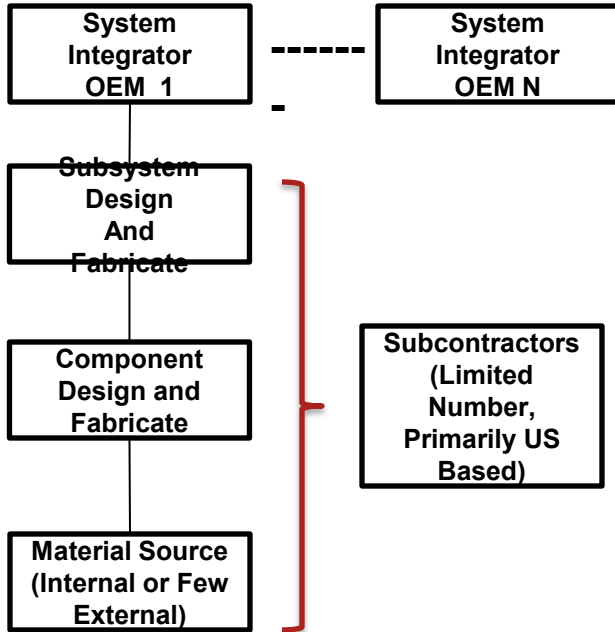 System
Integrator
OEM 1
System
Integrator
OEM N
Subsystem
Design
And
Fabricate
Component
Design and
Fabricate
Subcontractors
(Limited
Number,
Primarily US
Based)
Material Source
(Internal or Few
External)